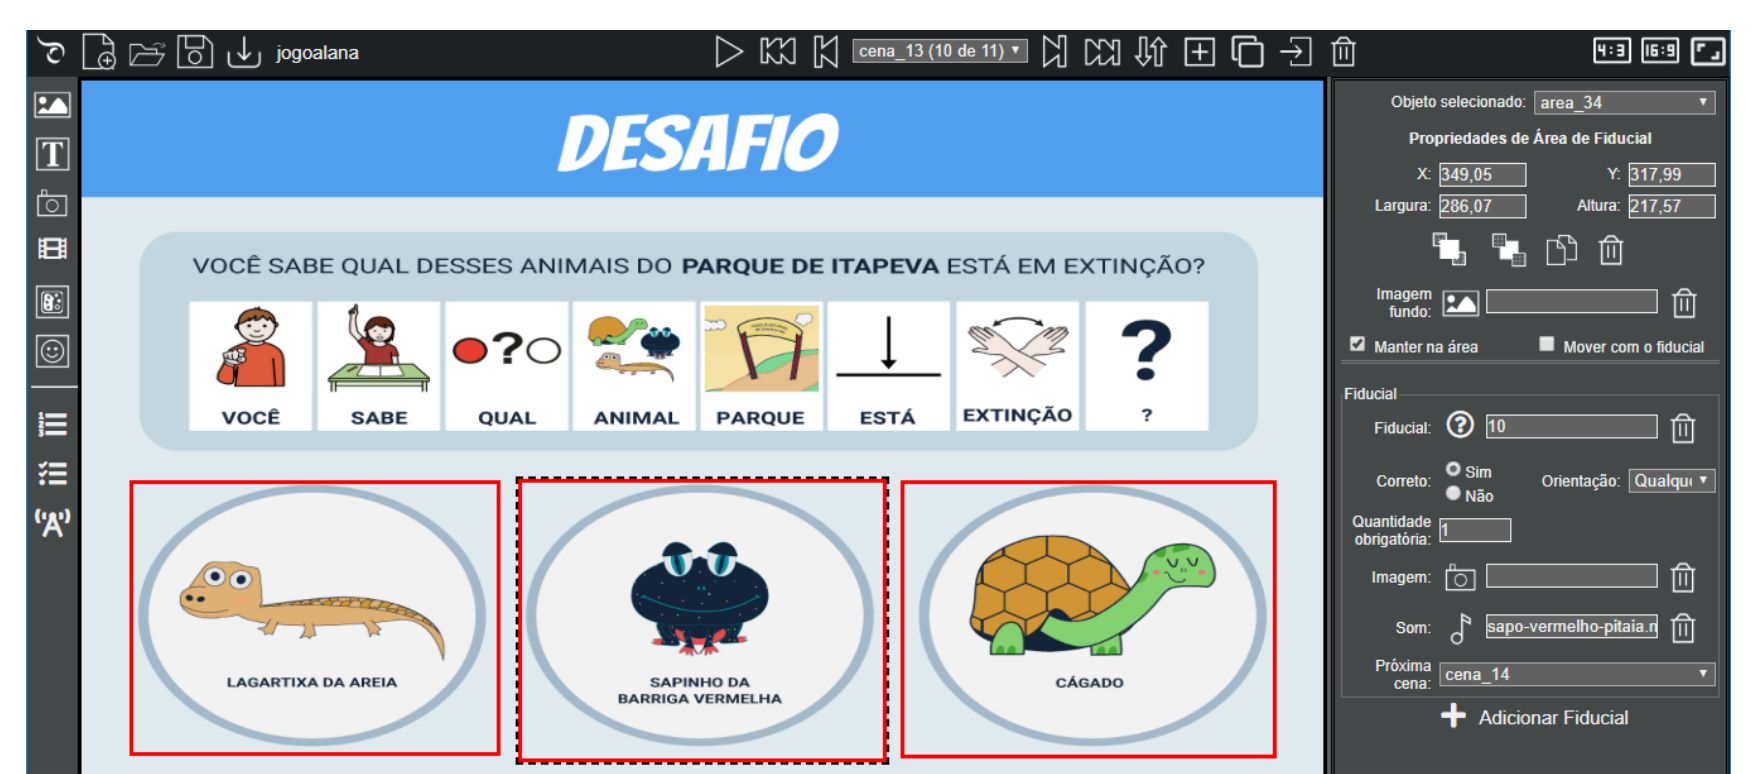 jogoalana
cena_13 (10 de 11)
4:3
16:9
T
DESAFIO
VOCÊ SABE QUAL DESSES ANIMAIS DO PARQUE DE ITAPEVA ESTÁ EM EXTINÇÃO?
?
?
VOCÊ
SABE
QUAL
ANIMAL
PARQUE
ESTÁ
EXTINÇÃO
?
LAGARTIXA DA AREIA
SAPINHO DA
BARRIGA VERMELHA
CÁGADO
Objeto selecionado: area_34
Propriedades de Área de Fiducial
X: 349,05 Y: 317,99
Largura: 286,07 Altura: 217,57
Imagem
fundo:
Manter na área Mover com o fiducial
Fiducial
Fiducial: ? 10
Correto: Sim Orientação: Qualqu
Não
Quantidade
obrigatória: 1
Imagem:
Som: sapo-vermelho-pitaia.n
Próxima
cena: cena_14
+ Adicionar Fiducial